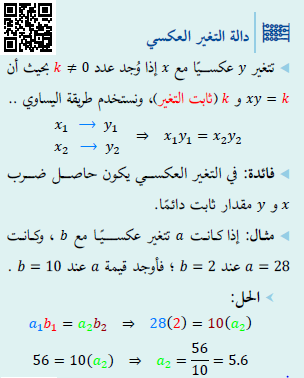 دالة التغير العكسي
تتغير y عكسيًا مع x إذا وُجد عدد k ≠ 0 بحيث أن
xy = k و k (ثابت التغير)، ونستخدم طريقة اليساوي ..
x₁ → y₁
x₂ → y₂ ⇒ x₁y₁ = x₂y₂
فائدة: في التغير العكسي يكون حاصل ضرب
x و y مقدار ثابت دائمًا.
مثال: إذا كانت a تتغير عكسيًا مع b ، وكانت
a = 28 عند b = 2 ؛ فأوجد قيمة a عند b = 10 .
الحل:
a₁b₁ = a₂b₂ ⇒ 28(2) = 10(a₂)
56 = 10(a₂) ⇒ a₂ = 56/10 = 5.6